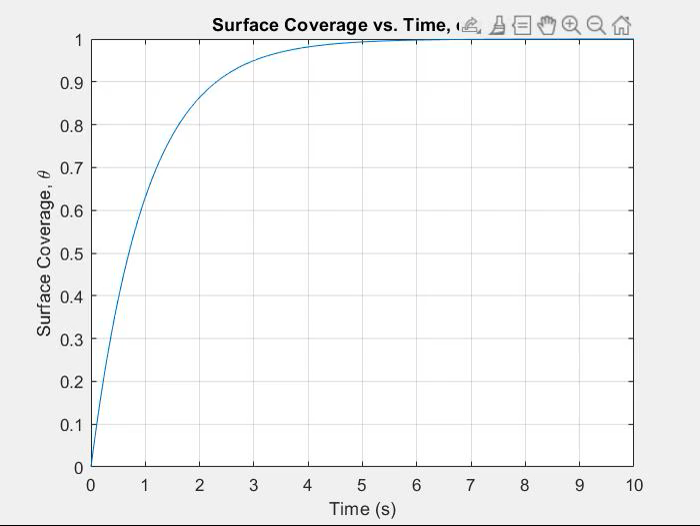 Surface Coverage vs. Time,
1
0.9
0.8
0.7
0.6
0.5
0.4
0.3
0.2
0.1
0
Surface Coverage, θ
0 1 2 3 4 5 6 7 8 9 10
Time (s)